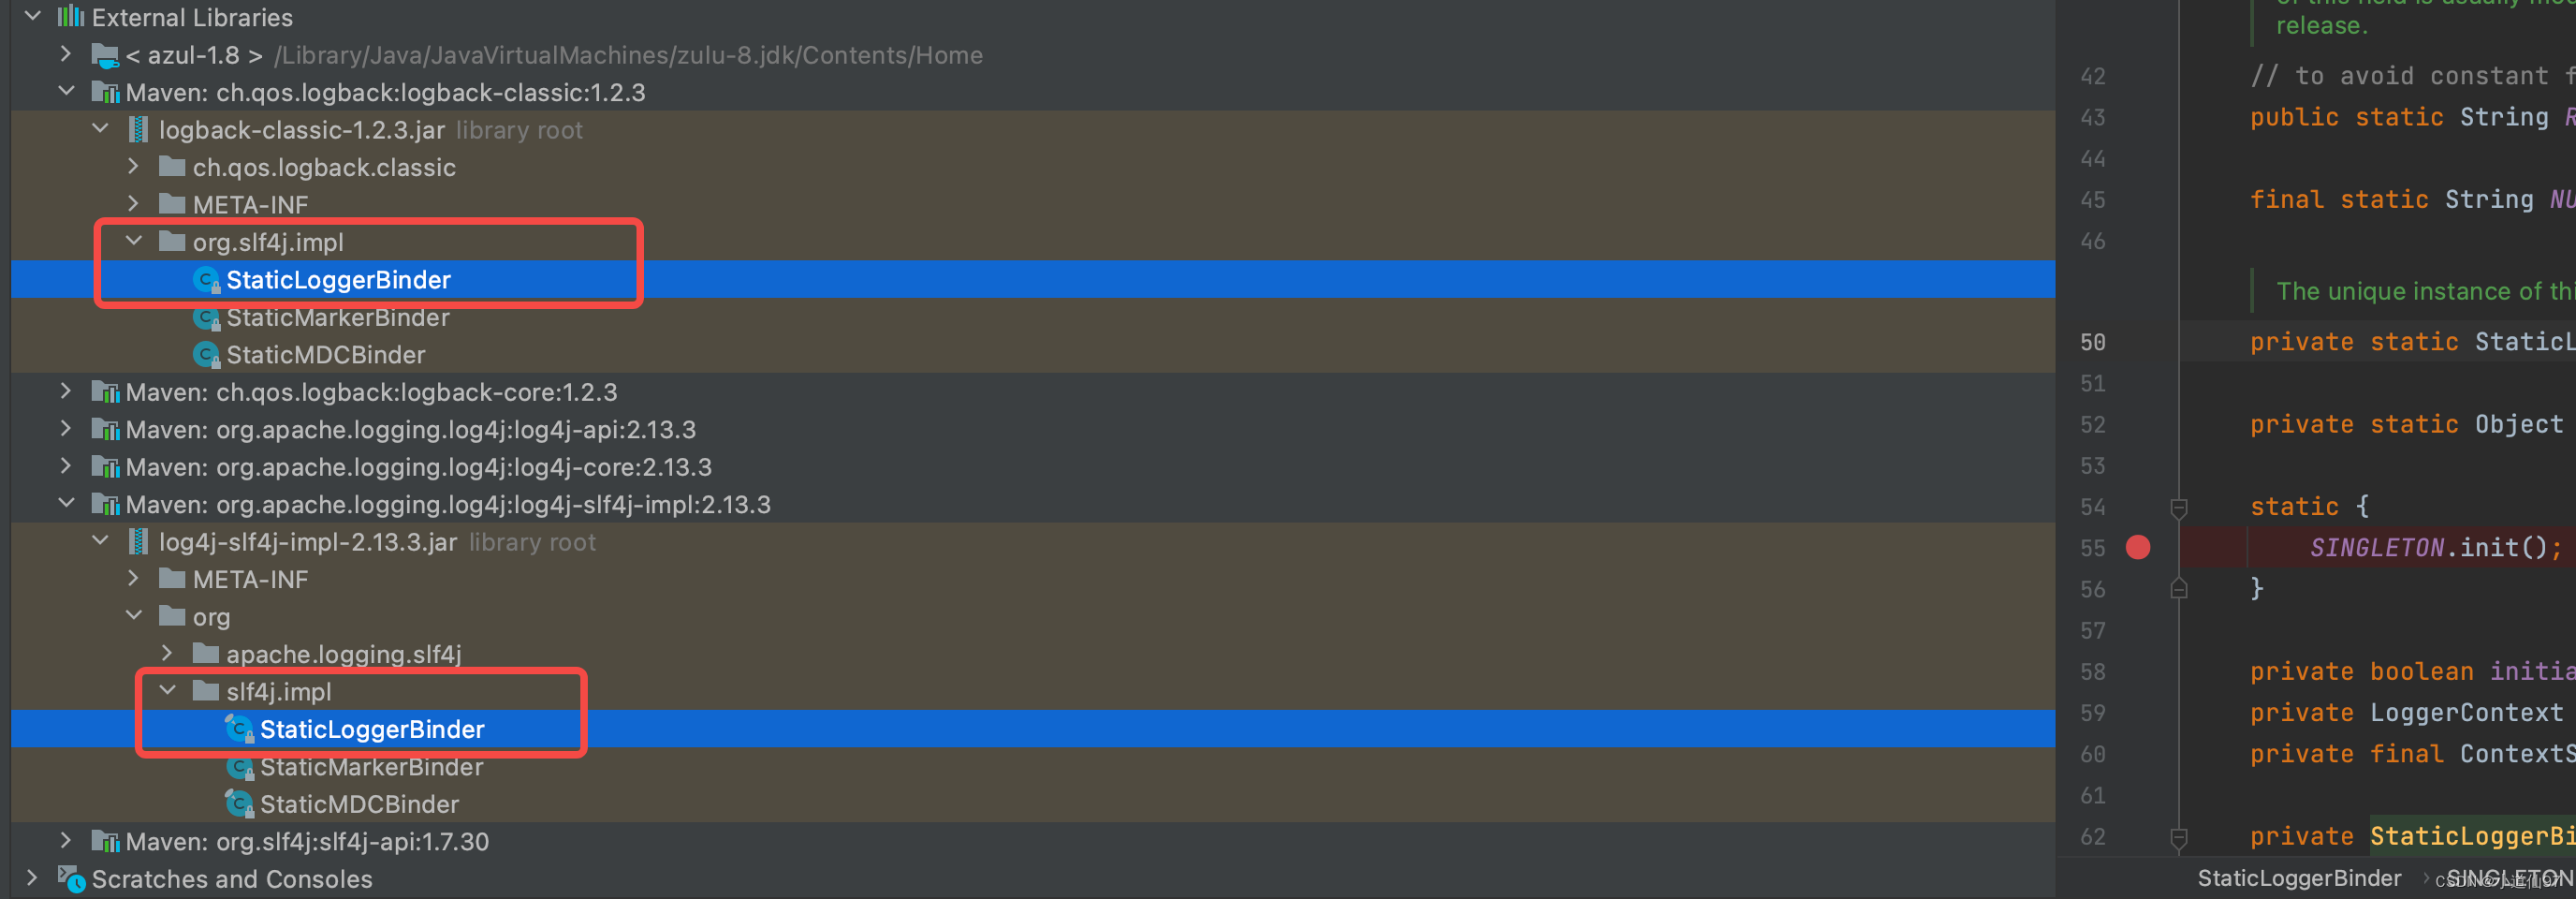 External Libraries
< azul-1.8 > /Library/Java/JavaVirtualMachines/zulu-8.jdk/Contents/Home
Maven: ch.qos.logback:logback-classic:1.2.3
logback-classic-1.2.3.jar library root
ch.qos.logback.classic
META-INF
org.slf4j.impl
StaticLoggerBinder
StaticMarkerBinder
StaticMDCBinder
Maven: ch.qos.logback:logback-core:1.2.3
Maven: org.apache.logging.log4j:log4j-api:2.13.3
Maven: org.apache.logging.log4j:log4j-core:2.13.3
Maven: org.apache.logging.log4j:log4j-slf4j-impl:2.13.3
log4j-slf4j-impl-2.13.3.jar library root
META-INF
org
apache.logging.slf4j
slf4j.impl
StaticLoggerBinder
StaticMarkerBinder
StaticMDCBinder
Maven: org.slf4j:slf4j-api:1.7.30
Scratches and Consoles
release.
42 // to avoid constant f
43 public static String R
44
45 final static String NU
46
The unique instance of thi
50 private static StaticL
51
52 private static Object
53
54 static {
55 SINGLETON.init();
56 }
57
58 private boolean initia
59 private LoggerContext
60 private final ContextS
61
62 private StaticLoggerBi
StaticLoggerBinder > SINGLETON